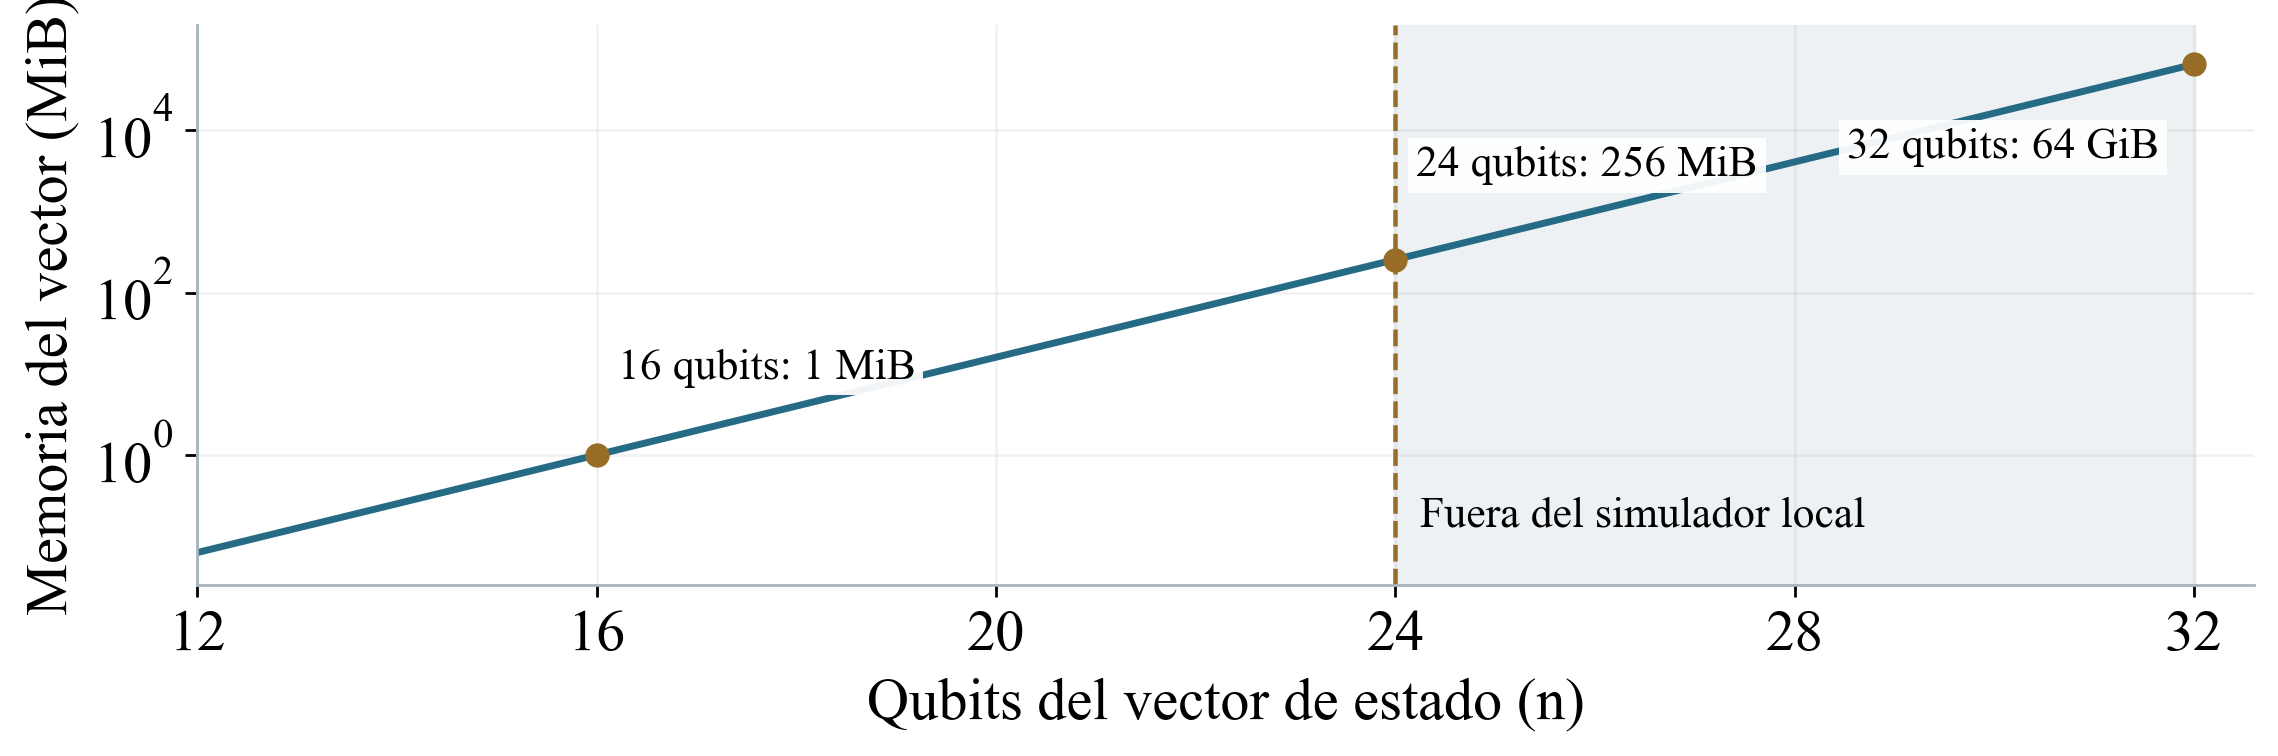 Memoria del vector (MiB)
10^4
10^2
10^0
24 qubits: 256 MiB
32 qubits: 64 GiB
16 qubits: 1 MiB
Fuera del simulador local
12 16 20 24 28 32
Qubits del vector de estado (n)